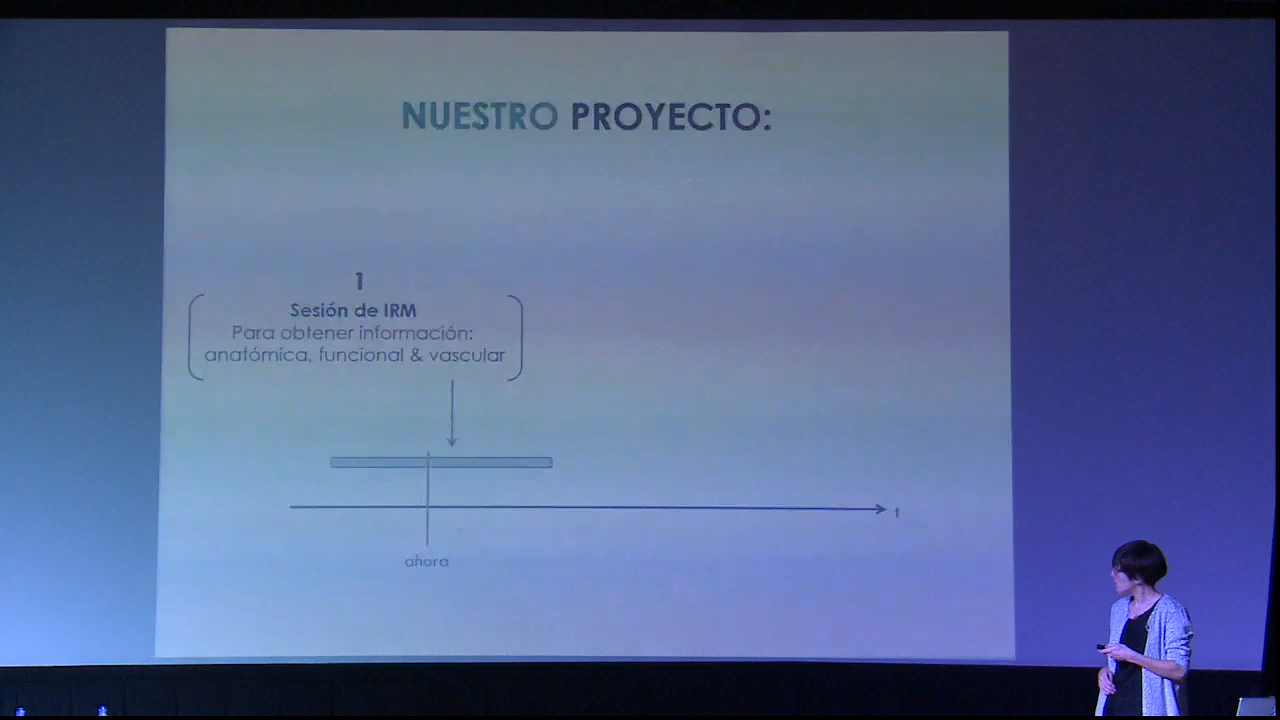 NUESTRO PROYECTO:
1
Sesión de IRM
Para obtener información:
anatómica, funcional & vascular
t
ahora